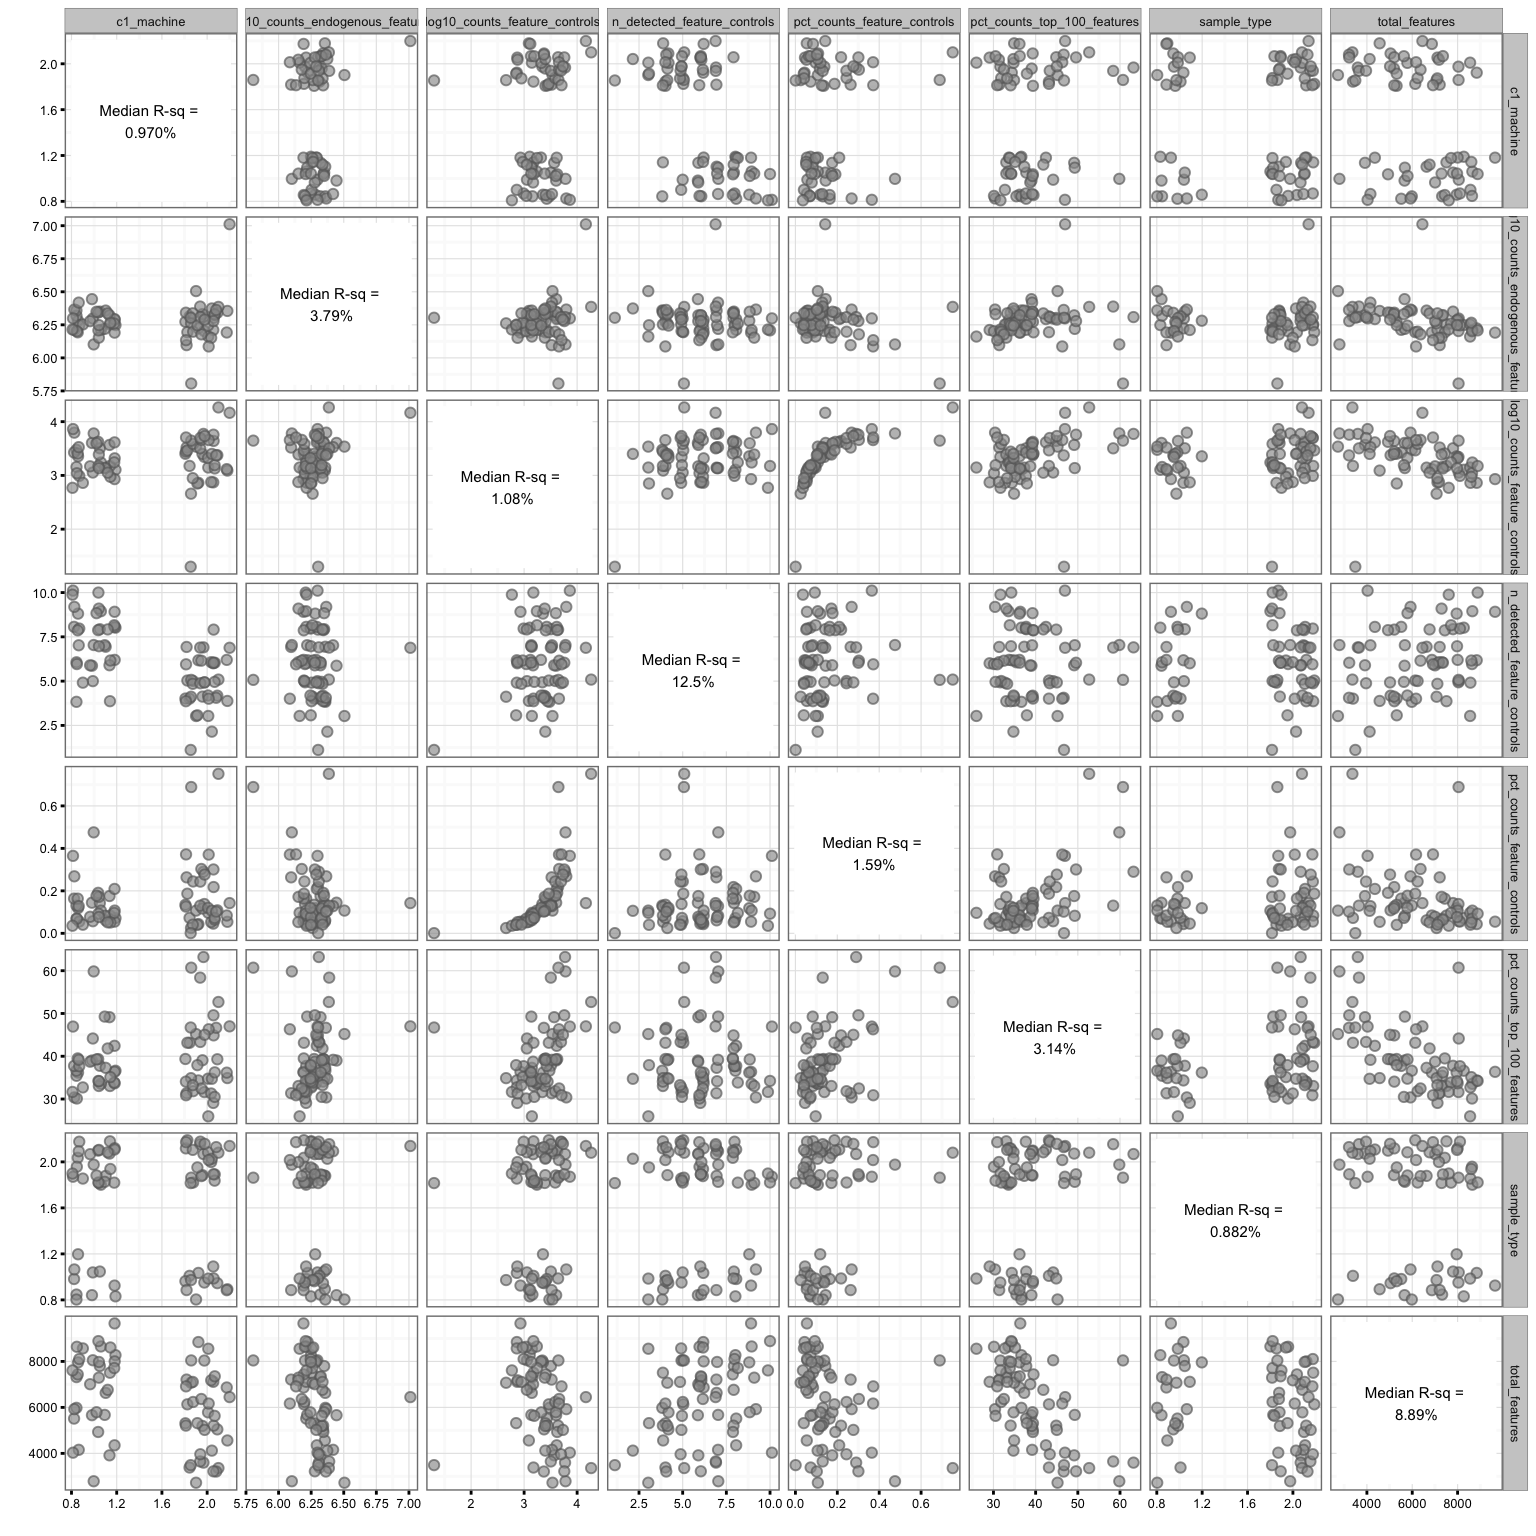 c1_machine
10_counts_endogenous_featu
log10_counts_feature_controls
n_detected_feature_controls
pct_counts_feature_controls
pct_counts_top_100_features
sample_type
total_features
2.0
1.6
1.2
0.8
Median R-sq =
0.970%
c1_machine
7.00
6.75
6.50
6.25
6.00
5.75
Median R-sq =
3.79%
10_counts_endogenous_featu
4
3
2
Median R-sq =
1.08%
log10_counts_feature_controls
10.0
7.5
5.0
2.5
Median R-sq =
12.5%
n_detected_feature_controls
0.6
0.4
0.2
0.0
Median R-sq =
1.59%
pct_counts_feature_controls
60
50
40
30
Median R-sq =
3.14%
pct_counts_top_100_features
2.0
1.6
1.2
0.8
Median R-sq =
0.882%
sample_type
8000
6000
4000
Median R-sq =
8.89%
total_features
0.8 1.2 1.6 2.0 5.75 6.00 6.25 6.50 6.75 7.00 2 3 4 2.5 5.0 7.5 10.0 0.0 0.2 0.4 0.6 30 40 50 60 0.8 1.2 1.6 2.0 4000 6000 8000